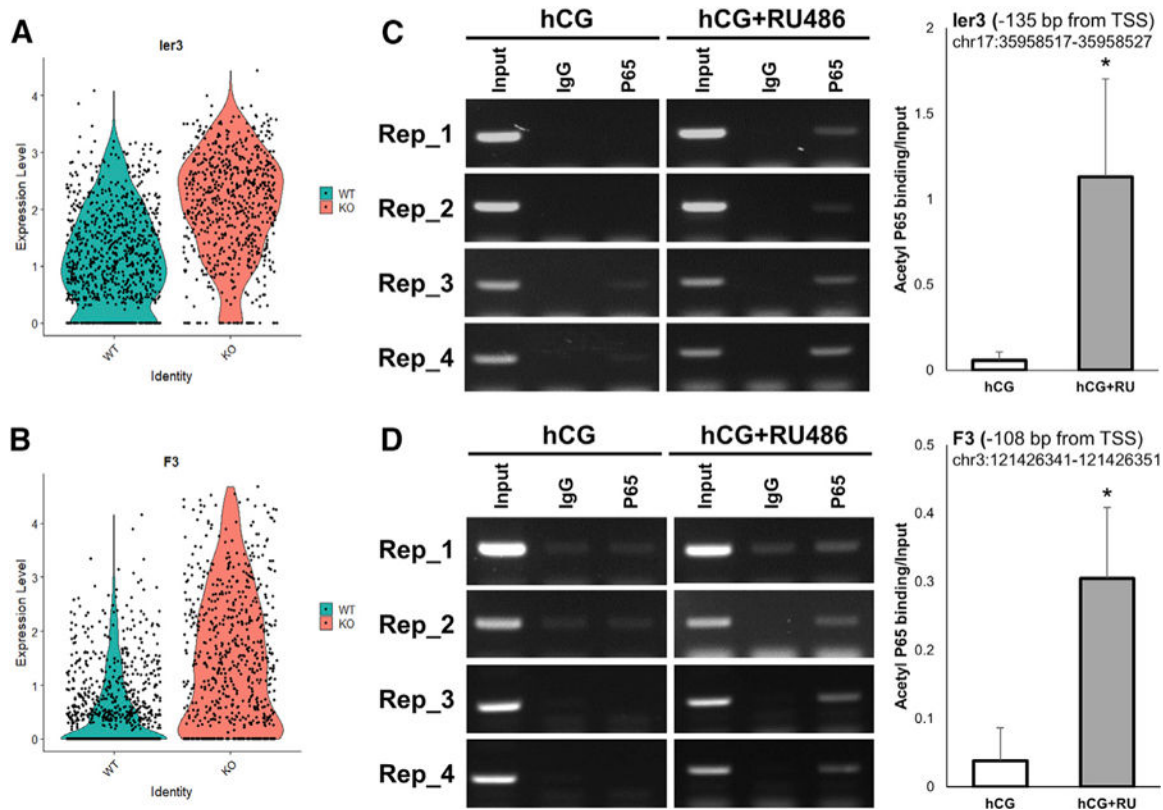 A
Ier3
Expression Level
4
3
2
1
0
WT
KO
Identity
WT
KO
B
F3
Expression Level
4
3
2
1
0
WT
KO
Identity
WT
KO
C
hCG
hCG+RU486
Input
IgG
P65
Input
IgG
P65
Rep_1
Rep_2
Rep_3
Rep_4
Ier3 (-135 bp from TSS)
chr17:35958517-35958527
*
Acetyl P65 binding/Input
2
1.5
1
0.5
0
hCG
hCG+RU
D
hCG
hCG+RU486
Input
IgG
P65
Input
IgG
P65
Rep_1
Rep_2
Rep_3
Rep_4
F3 (-108 bp from TSS)
chr3:121426341-121426351
*
Acetyl P65 binding/Input
0.5
0.4
0.3
0.2
0.1
0
hCG
hCG+RU